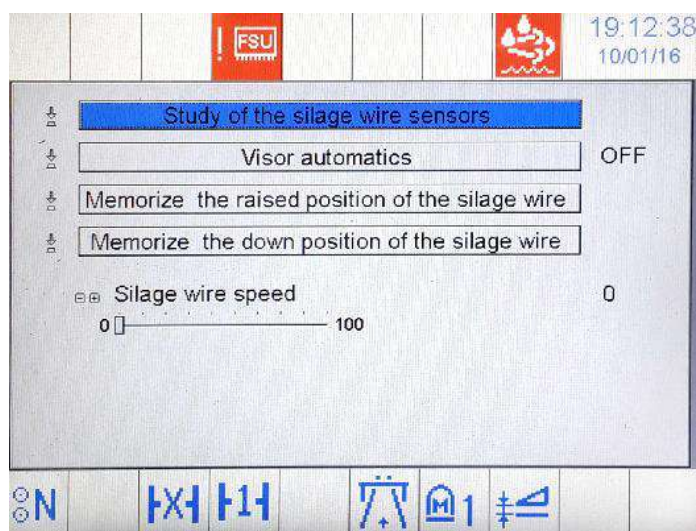 ! FSU 19:12:38
10/01/16
Study of the silage wire sensors
Visor automatics OFF
Memorize the raised position of the silage wire
Memorize the down position of the silage wire
Silage wire speed 0
0 100
N X 1 M 1